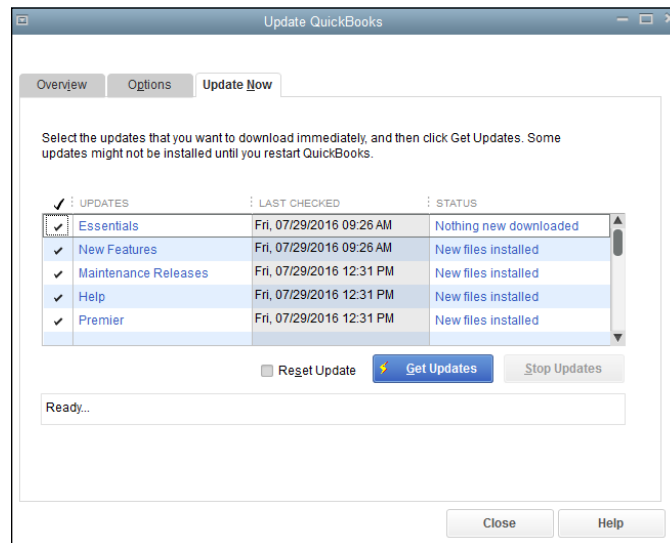 Update QuickBooks
Overview Options Update Now
Select the updates that you want to download immediately, and then click Get Updates. Some
updates might not be installed until you restart QuickBooks.
UPDATES LAST CHECKED STATUS
Essentials Fri, 07/29/2016 09:26 AM Nothing new downloaded
New Features Fri, 07/29/2016 09:26 AM New files installed
Maintenance Releases Fri, 07/29/2016 12:31 PM New files installed
Help Fri, 07/29/2016 12:31 PM New files installed
Premier Fri, 07/29/2016 12:31 PM New files installed
Reset Update Get Updates Stop Updates
Ready...
Close Help